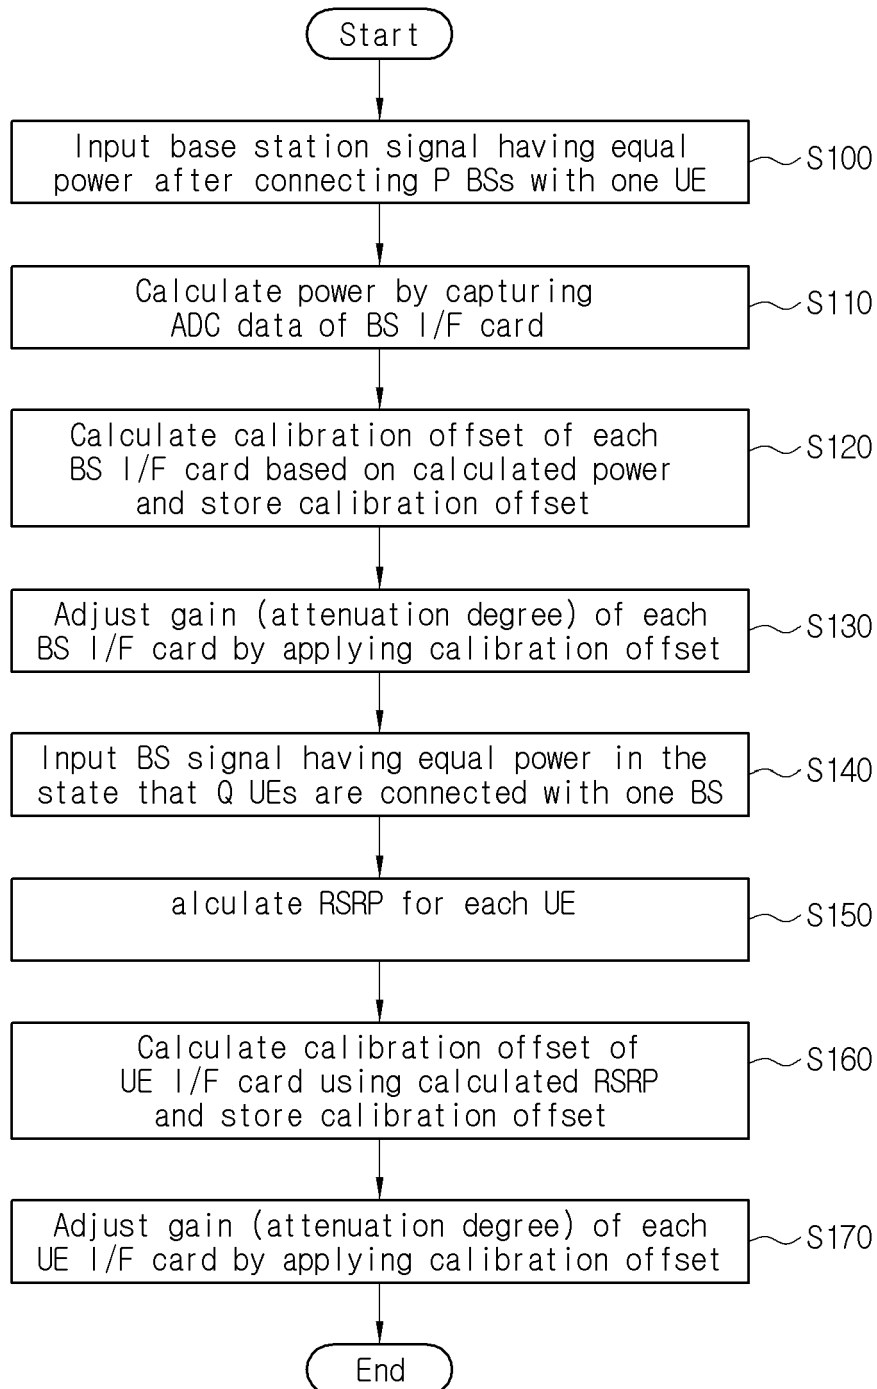 Start
Input base station signal having equal
power after connecting P BSs with one UE
S100
Calculate power by capturing
ADC data of BS I/F card
S110
Calculate calibration offset of each
BS I/F card based on calculated power
and store calibration offset
S120
Adjust gain (attenuation degree) of each
BS I/F card by applying calibration offset
S130
Input BS signal having equal power in the
state that Q UEs are connected with one BS
S140
alculate RSRP for each UE
S150
Calculate calibration offset of
UE I/F card using calculated RSRP
and store calibration offset
S160
Adjust gain (attenuation degree) of each
UE I/F card by applying calibration offset
S170
End